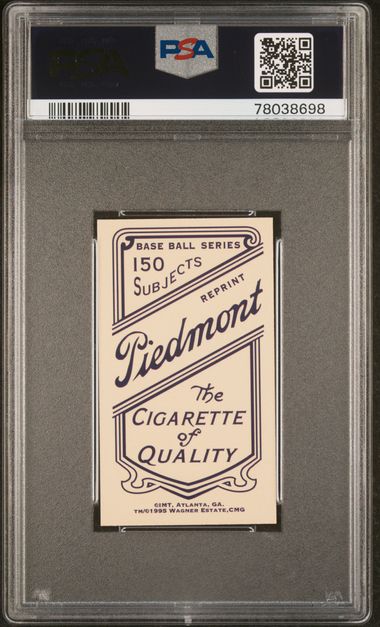 PSA
PSA
78038698
BASE BALL SERIES
150
SUBJECTS
REPRINT
Piedmont
The
CIGARETTE
of
QUALITY
©IMT, ATLANTA, GA.
TM/©1995 WAGNER ESTATE, CMG